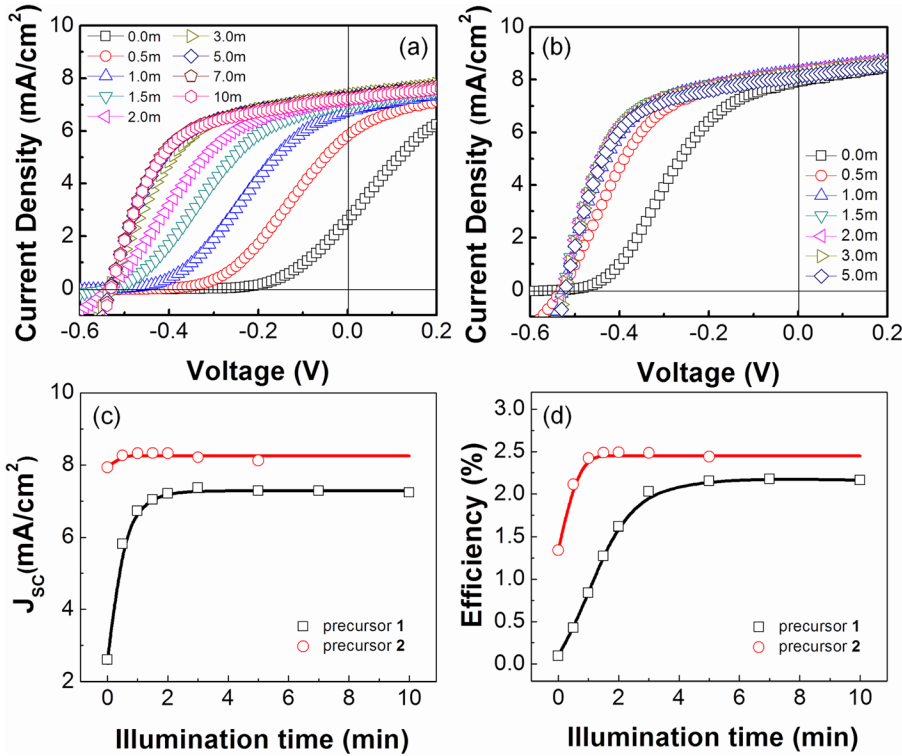 (a)
0.0m
0.5m
1.0m
1.5m
2.0m
3.0m
5.0m
7.0m
10m
Current Density (mA/cm²)
10
8
6
4
2
0
-0.6
-0.4
-0.2
0.0
0.2
Voltage (V)
(b)
0.0m
0.5m
1.0m
1.5m
2.0m
3.0m
5.0m
Current Density (mA/cm²)
10
8
6
4
2
0
-0.6
-0.4
-0.2
0.0
0.2
Voltage (V)
(c)
precursor 1
precursor 2
JSC(mA/cm²)
10
8
6
4
2
0
2
4
6
8
10
Illumination time (min)
(d)
precursor 1
precursor 2
Efficiency (%)
3.0
2.5
2.0
1.5
1.0
0.5
0.0
0
2
4
6
8
10
Illumination time (min)